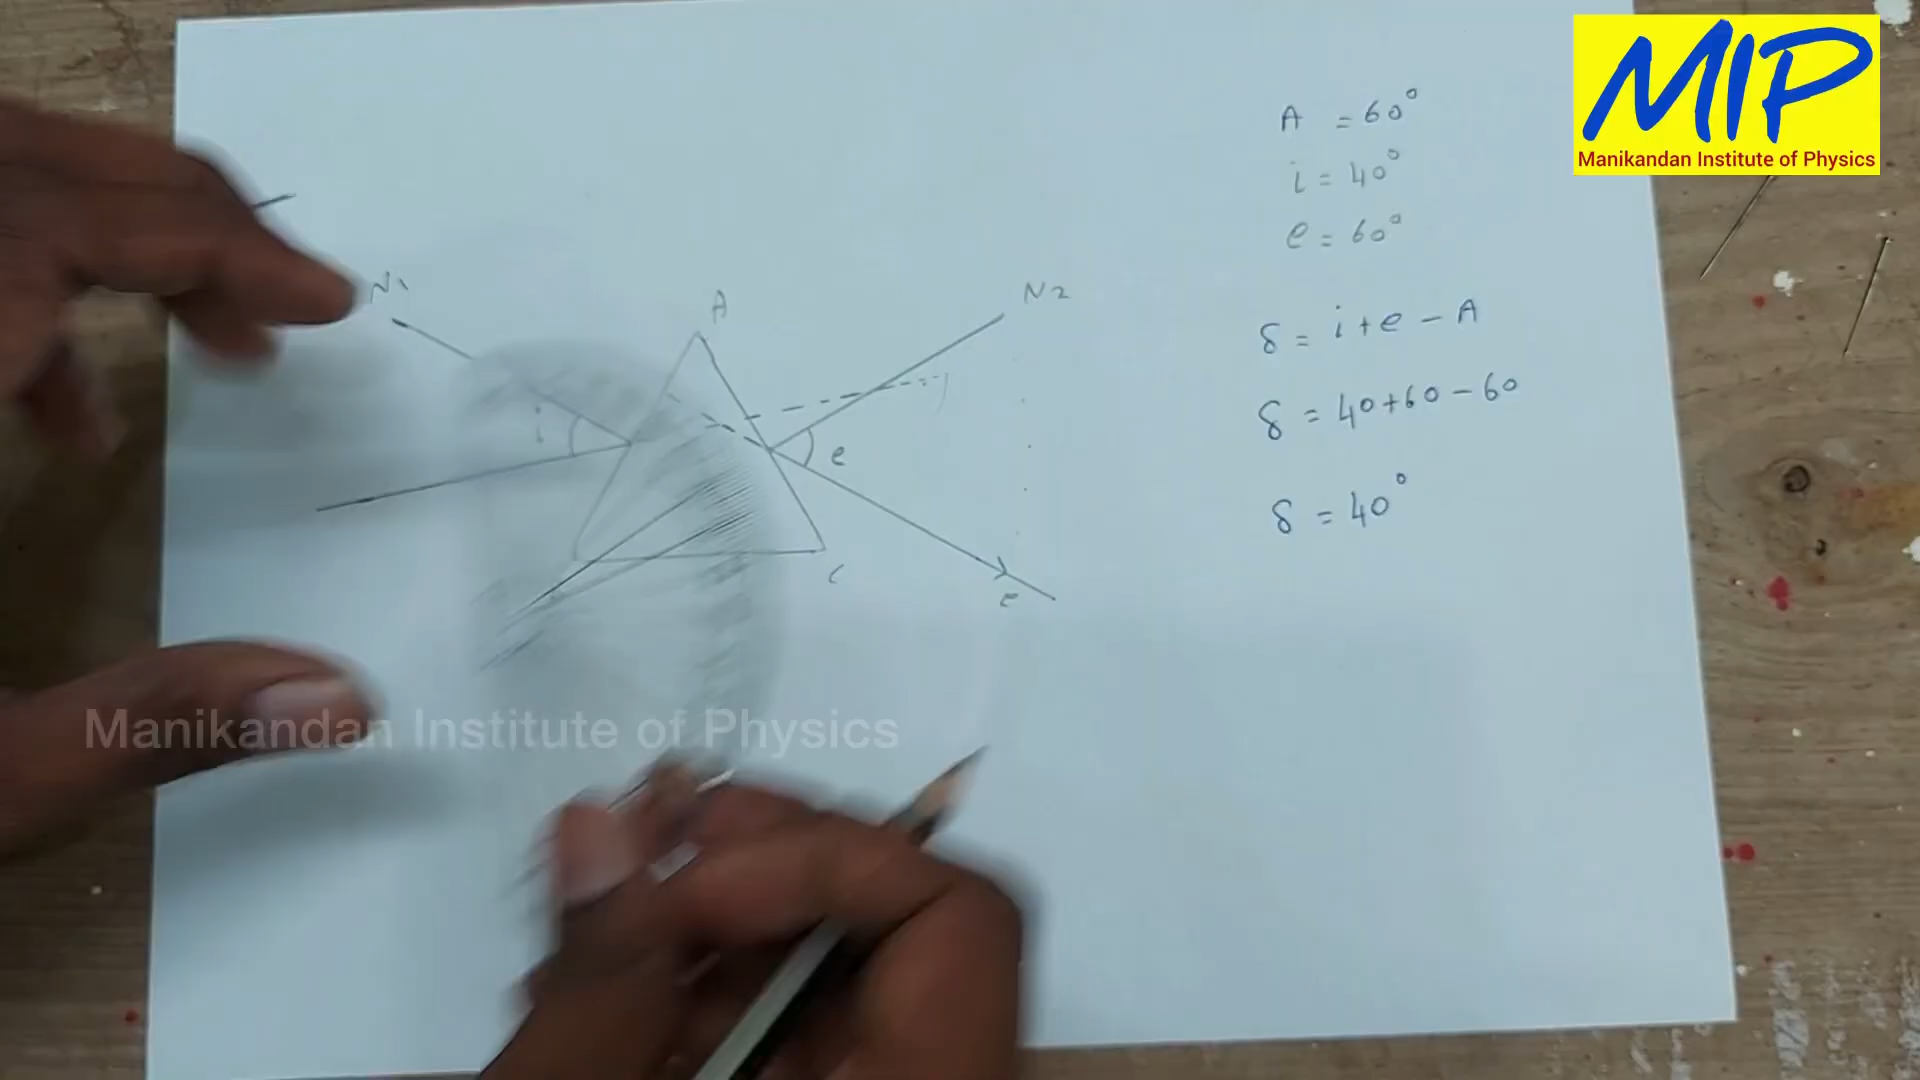 MIP
Manikandan Institute of Physics
A = 60°
i = 40°
e = 60°
N1
A
N2
δ = i + e - A
i
e
δ = 40+60-60
δ = 40°
C
e
Manikandan Institute of Physics